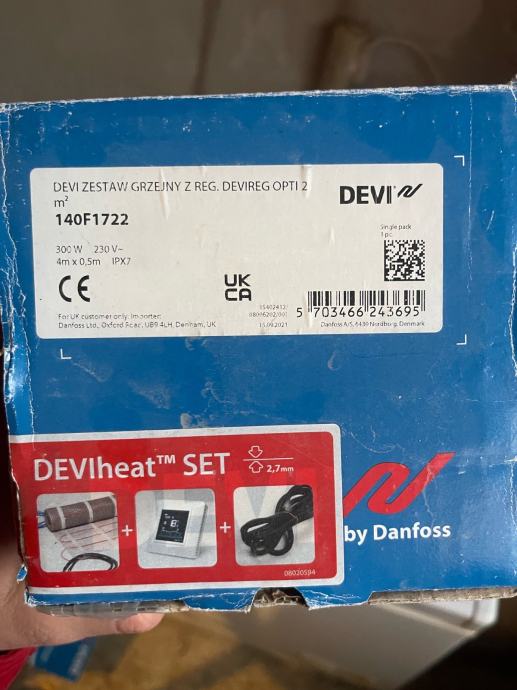 DEVI ZESTAW GRZEJNY Z REG. DEVIREG OPTI 2
m²
140F1722
DEVI
300 W 230 V~
4m x 0,5m IPX7
Single pack
1 pc.
CE
UK
CA
For UK customer only: Importer:
Danfoss Ltd., Oxford Road, UB9 4LH, Denham, UK
15.09.2021
5 703466 243695
Danfoss A/S, 6430 Nordborg, Denmark
DEVIheat™ SET
2,7mm
+
+
by Danfoss
08020594